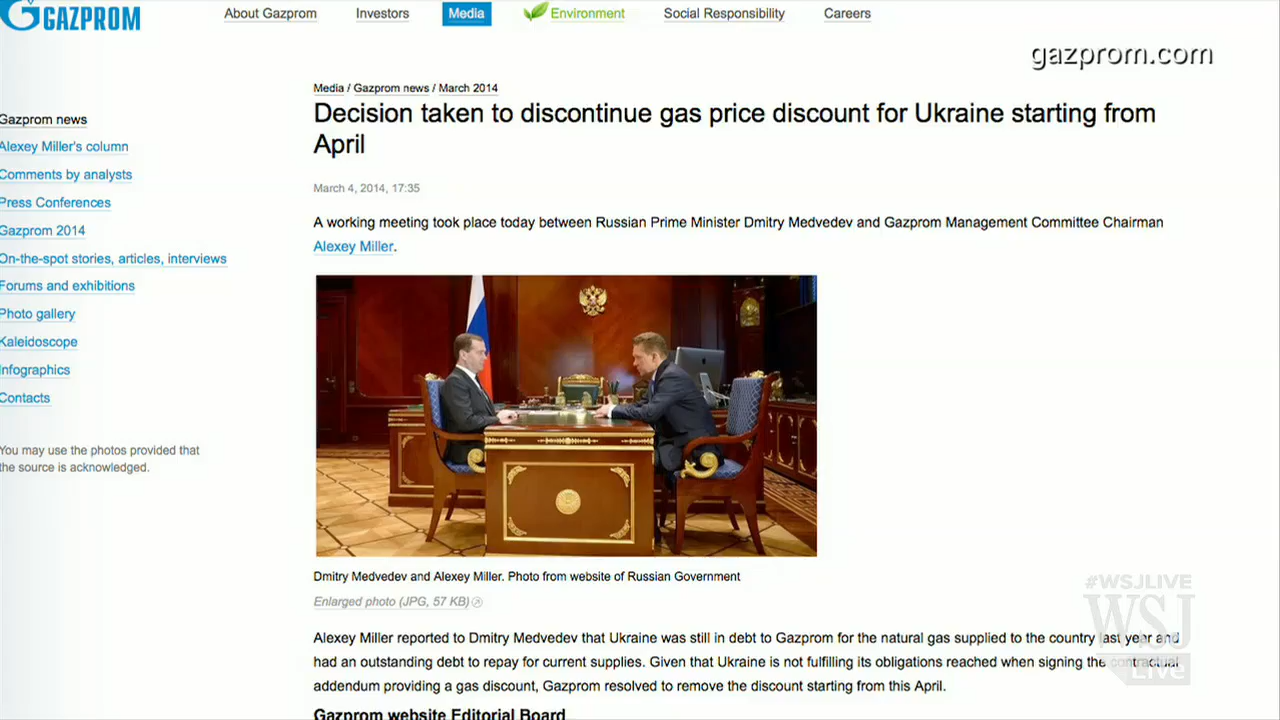 GAZPROM
About Gazprom
Investors
Media
Environment
Social Responsibility
Careers
gazprom.com
Media / Gazprom news / March 2014
Decision taken to discontinue gas price discount for Ukraine starting from
April
March 4, 2014, 17:35
A working meeting took place today between Russian Prime Minister Dmitry Medvedev and Gazprom Management Committee Chairman
Alexey Miller.
Gazprom news
Alexey Miller's column
Comments by analysts
Press Conferences
Gazprom 2014
On-the-spot stories, articles, interviews
Forums and exhibitions
Photo gallery
Kaleidoscope
Infographics
Contacts
You may use the photos provided that
the source is acknowledged.
Dmitry Medvedev and Alexey Miller. Photo from website of Russian Government
Enlarged photo (JPG, 57 KB)
Alexey Miller reported to Dmitry Medvedev that Ukraine was still in debt to Gazprom for the natural gas supplied to the country last year and
had an outstanding debt to repay for current supplies. Given that Ukraine is not fulfilling its obligations reached when signing the contractual
addendum providing a gas discount, Gazprom resolved to remove the discount starting from this April.
Gazprom website Editorial Board
#WSJLIVE
WSJ
Live